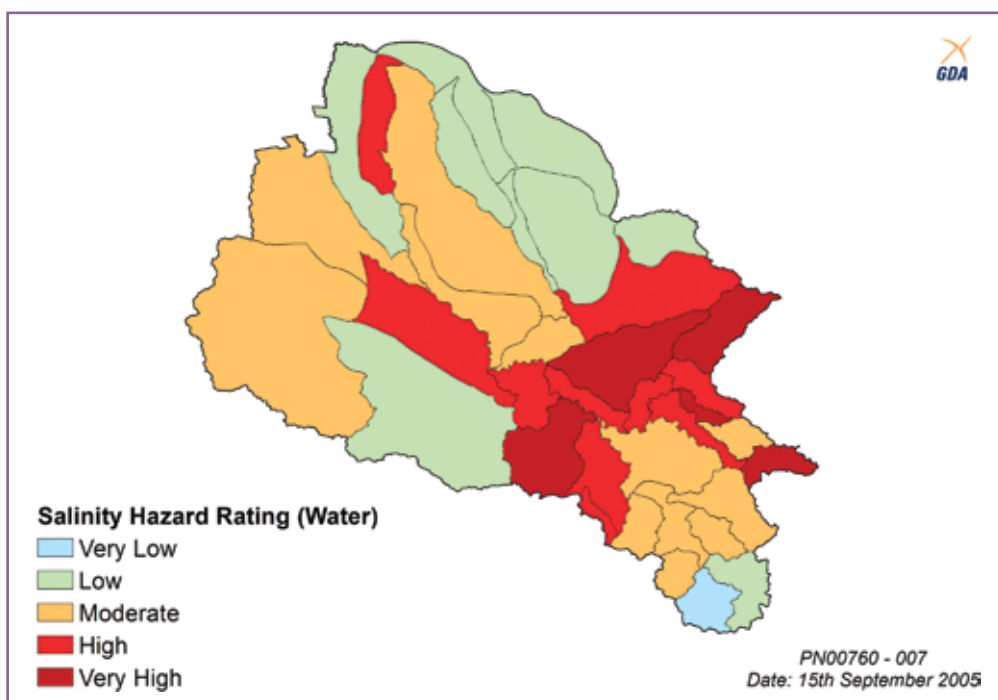 GDA
Salinity Hazard Rating (Water)
Very Low
Low
Moderate
High
Very High
PN00760 - 007
Date: 15th September 2005